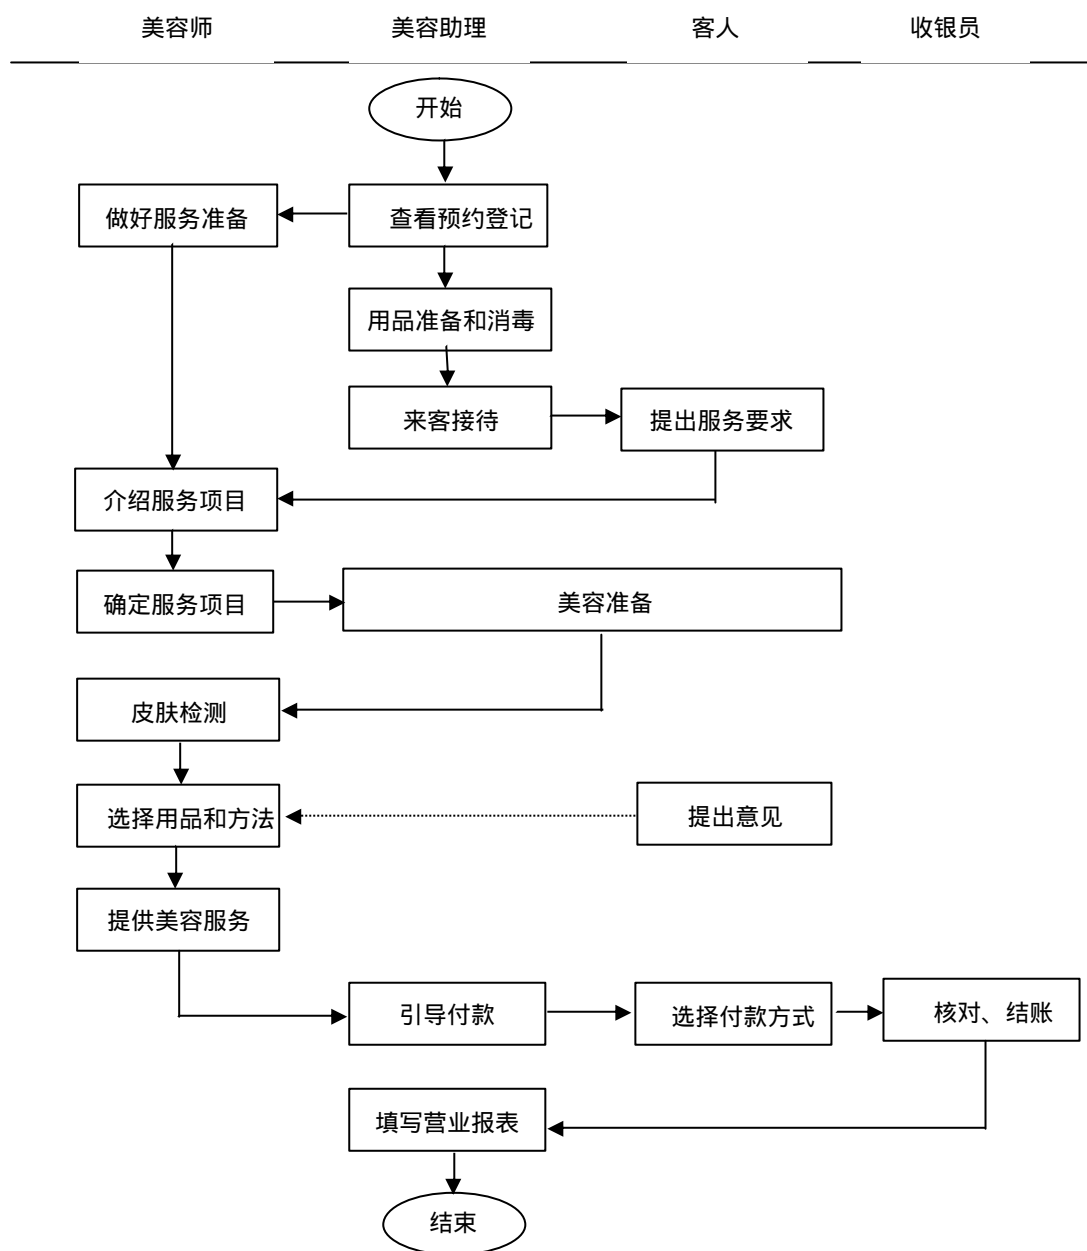 美容师 美容助理 客人 收银员
开始
做好服务准备 查看预约登记
用品准备和消毒
来客接待 提出服务要求
介绍服务项目
确定服务项目 美容准备
皮肤检测
选择用品和方法 提出意见
提供美容服务
引导付款 选择付款方式 核对、结账
填写营业报表
结束